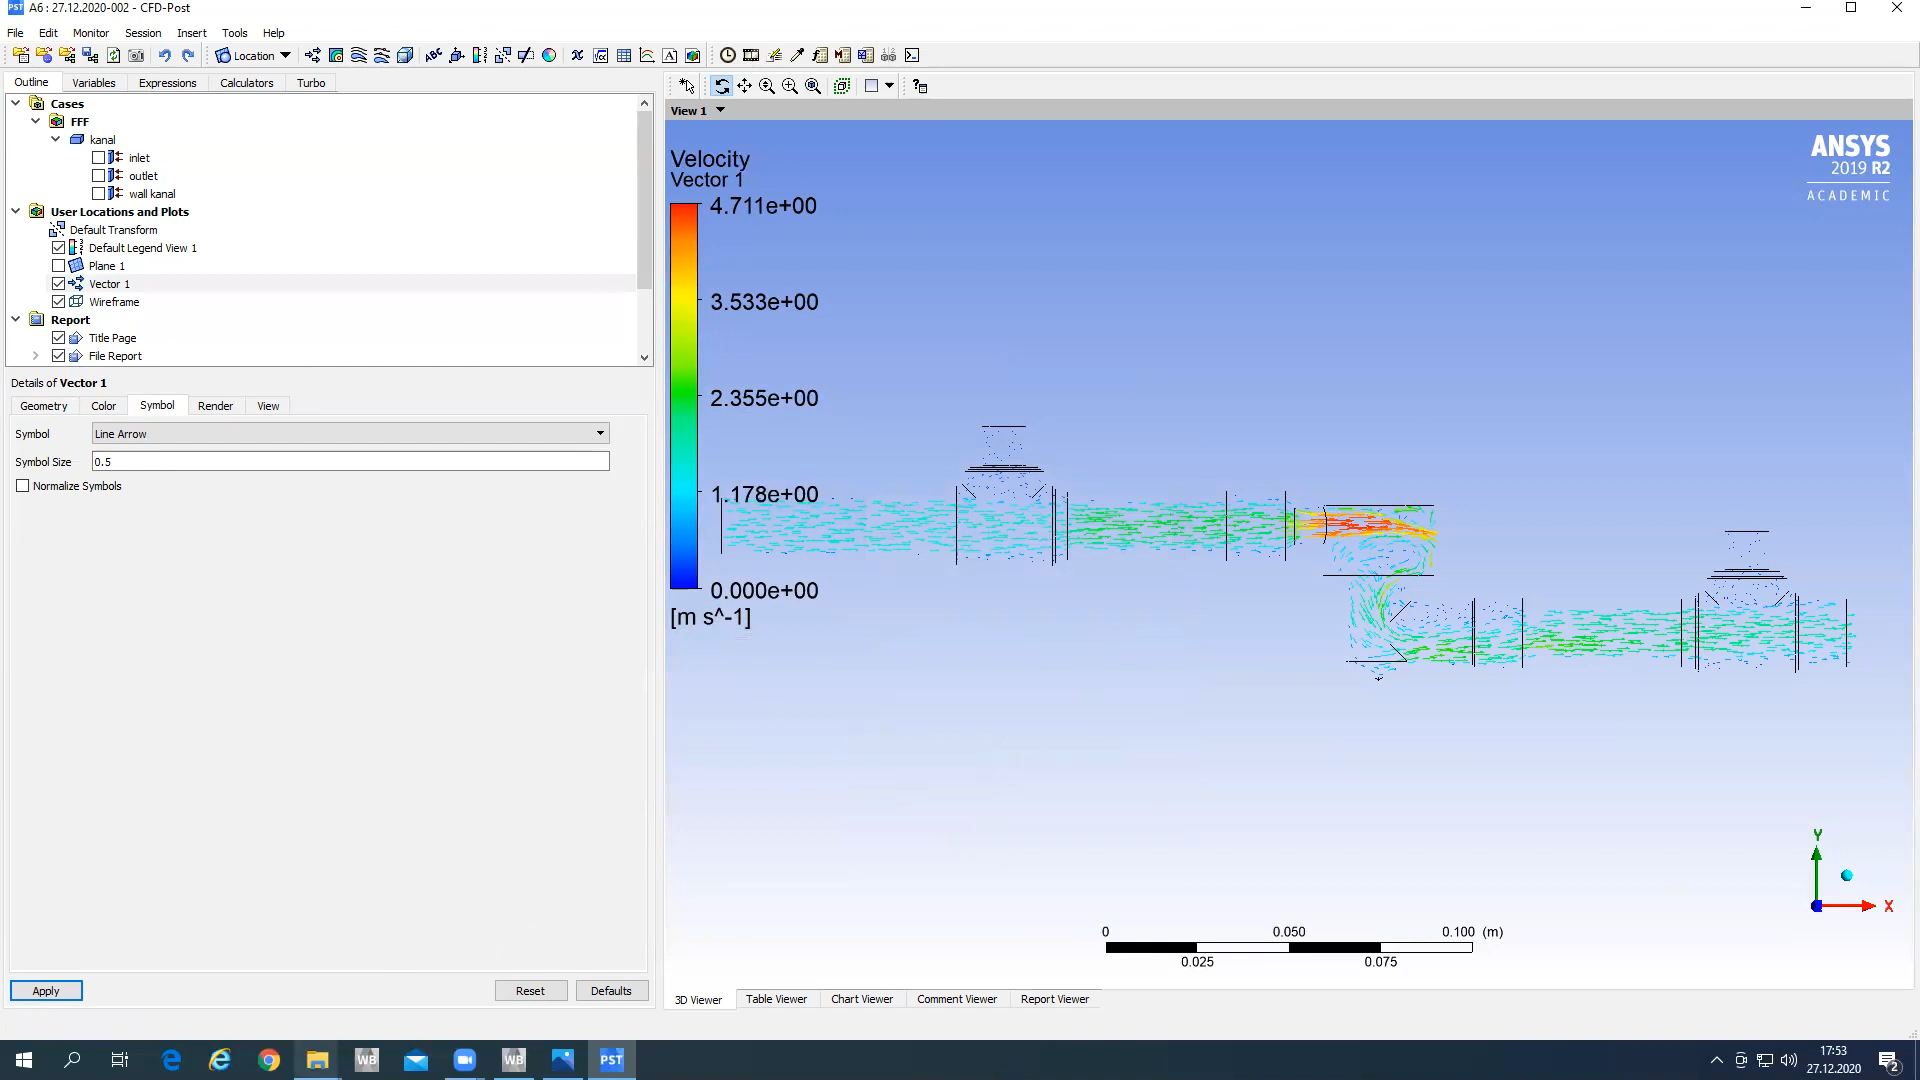 PST A6 : 27.12.2020-002 - CFD-Post
File Edit Monitor Session Insert Tools Help
Location
Outline Variables Expressions Calculators Turbo
Cases
FFF
kanal
inlet
outlet
wall kanal
User Locations and Plots
Default Transform
Default Legend View 1
Plane 1
Vector 1
Wireframe
Report
Title Page
File Report
Details of Vector 1
Geometry Color Symbol Render View
Symbol Line Arrow
Symbol Size 0.5
Normalize Symbols
Apply Reset Defaults
View 1
Velocity
Vector 1
4.711e+00
3.533e+00
2.355e+00
1.178e+00
0.000e+00
[m s^-1]
ANSYS
2019 R2
ACADEMIC
Y
X
0 0.050 0.100 (m)
0.025 0.075
3D Viewer Table Viewer Chart Viewer Comment Viewer Report Viewer
WB WB PST
17:53
27.12.2020
2